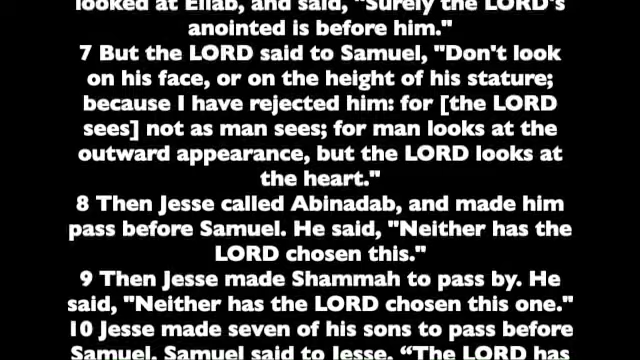 looked at Eliab, and said, "Surely the LORD's
anointed is before him."
7 But the LORD said to Samuel, "Don't look
on his face, or on the height of his stature;
because I have rejected him: for [the LORD
sees] not as man sees; for man looks at the
outward appearance, but the LORD looks at
the heart."
8 Then Jesse called Abinadab, and made him
pass before Samuel. He said, "Neither has the
LORD chosen this."
9 Then Jesse made Shammah to pass by. He
said, "Neither has the LORD chosen this one."
10 Jesse made seven of his sons to pass before
Samuel. Samuel said to Jesse, “The LORD has